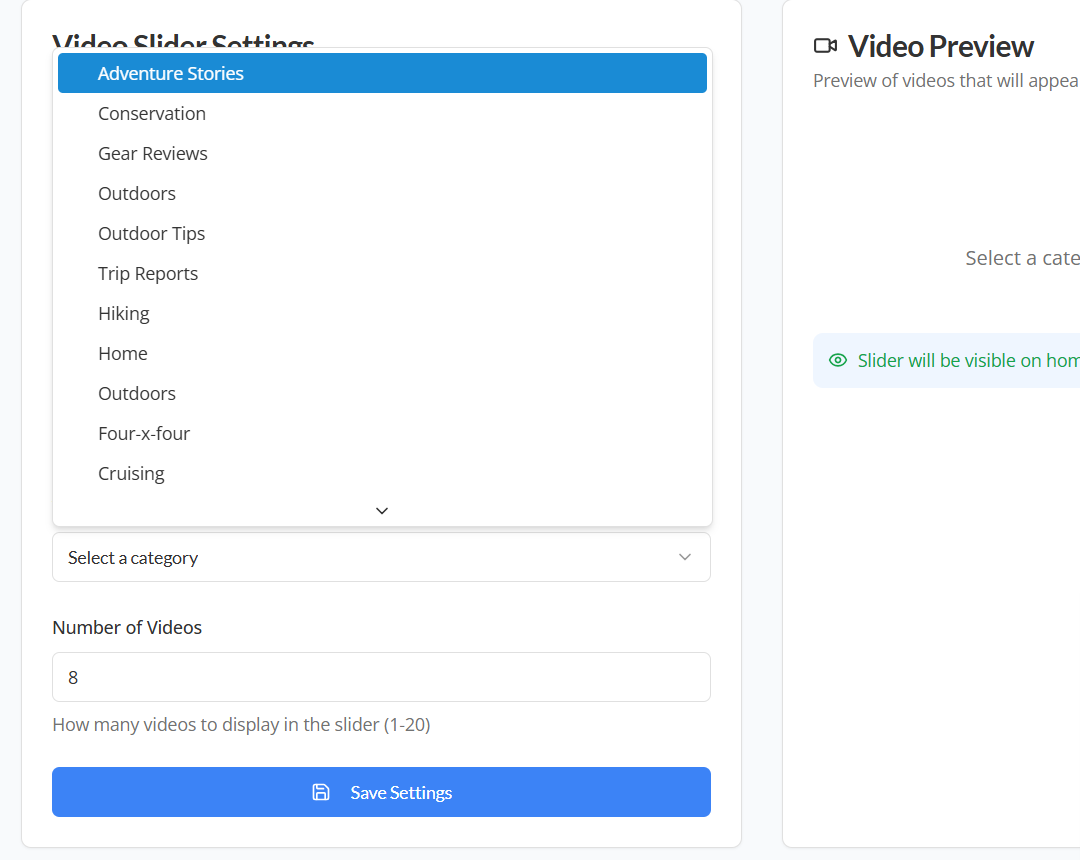 Video Slider Settings
Adventure Stories
Conservation
Gear Reviews
Outdoors
Outdoor Tips
Trip Reports
Hiking
Home
Outdoors
Four-x-four
Cruising
Select a category
Number of Videos
8
How many videos to display in the slider (1-20)
Save Settings
Video Preview
Preview of videos that will appea
Select a cate
Slider will be visible on hom